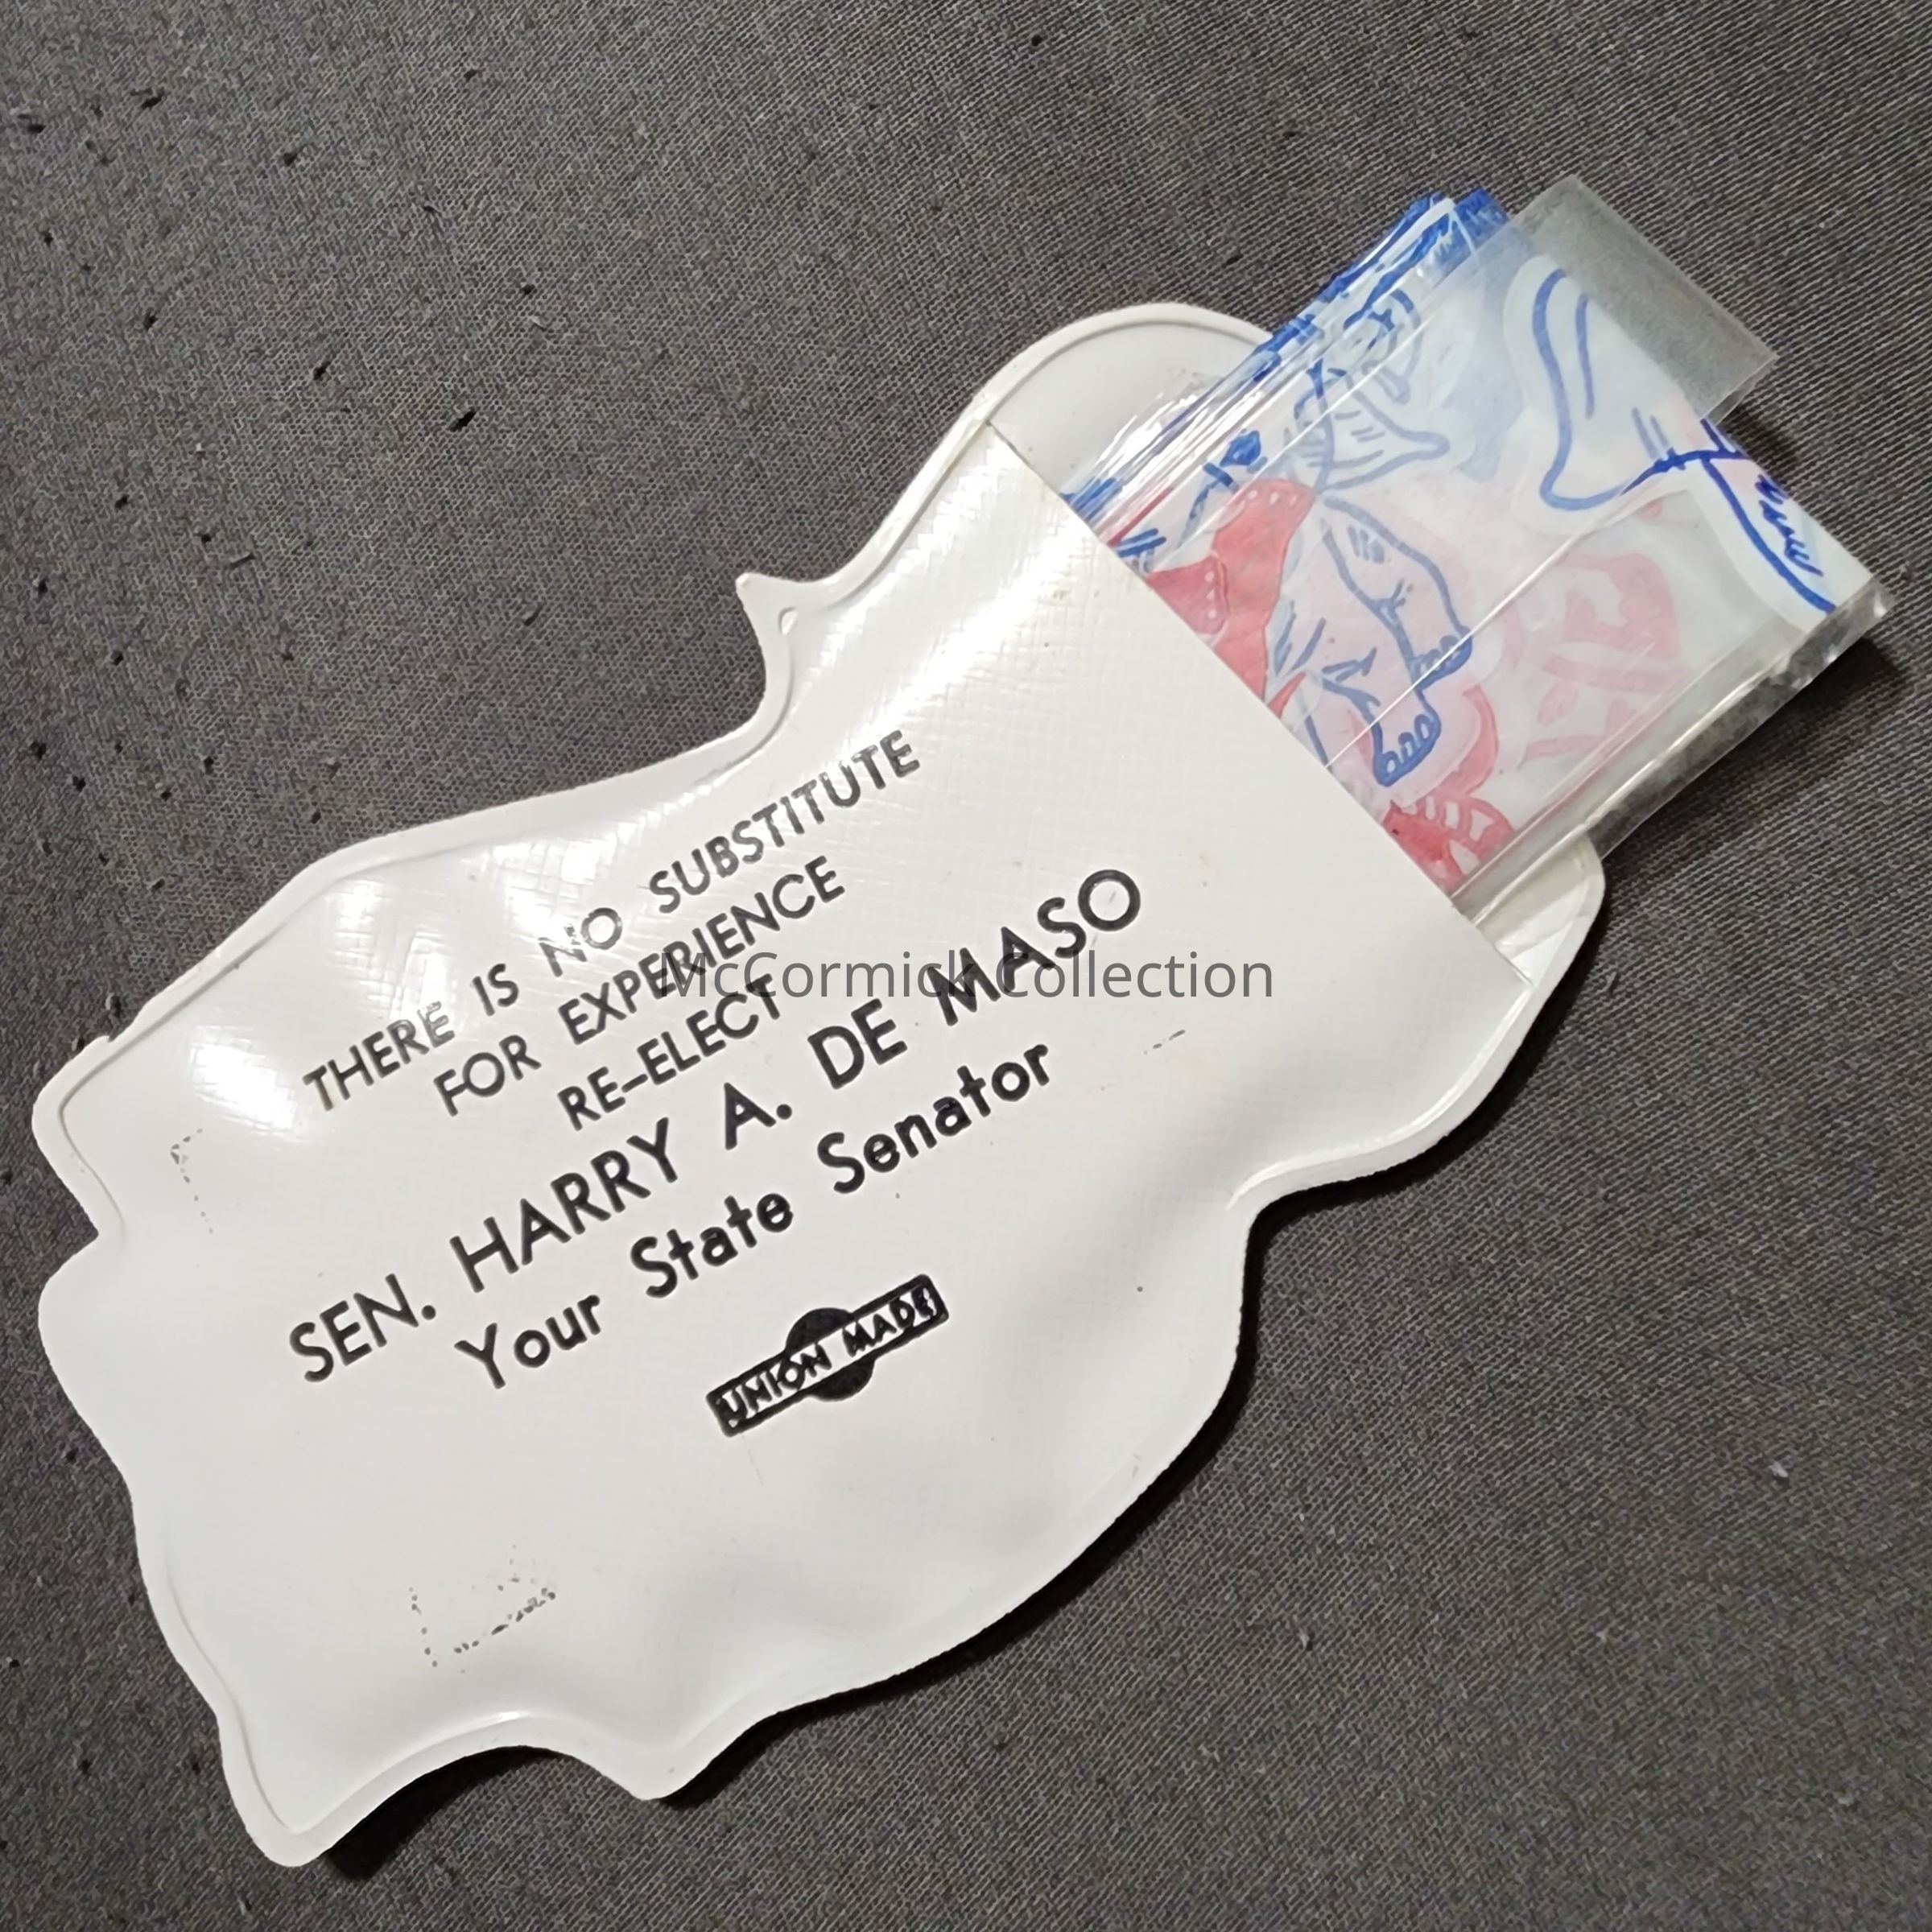 THERE IS NO SUBSTITUTE
FOR EXPERIENCE
RE-ELECT
SEN. HARRY A. DE MASO
Your State Senator
UNION MADE
McCormick Collection